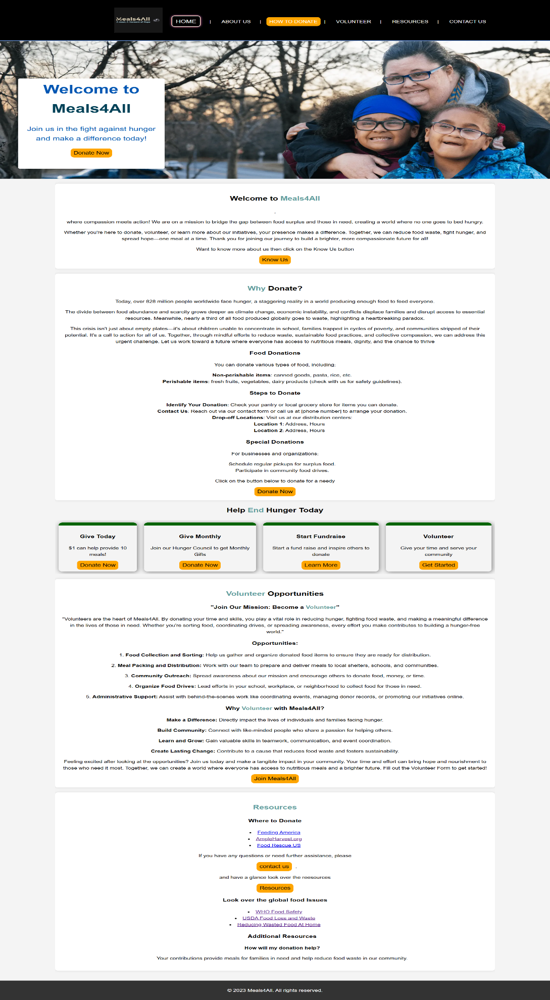 Meals4All
A meal, A Moment of Hope
HOME | ABOUT US | HOW TO DONATE | VOLUNTEER | RESOURCES | CONTACT US
Welcome to
Meals4All
Join us in the fight against hunger
and make a difference today!
Donate Now
Welcome to Meals4All
,
where compassion meets action! We are on a mission to bridge the gap between food surplus and those in need, creating a world where no one goes to bed hungry.
Whether you're here to donate, volunteer, or learn more about our initiatives, your presence makes a difference. Together, we can reduce food waste, fight hunger, and
spread hope—one meal at a time. Thank you for joining our journey to build a brighter, more compassionate future for all!
Want to know more about us then click on the Know Us button
Know Us
Why Donate?
Today, over 828 million people worldwide face hunger, a staggering reality in a world producing enough food to feed everyone.
The divide between food abundance and scarcity grows deeper as climate change, economic instability, and conflicts displace families and disrupt access to essential
resources. Meanwhile, nearly a third of all food produced globally goes to waste, highlighting a heartbreaking paradox.
This crisis isn't just about empty plates—it's about children unable to concentrate in school, families trapped in cycles of poverty, and communities stripped of their
potential. It's a call to action for all of us. Together, through mindful efforts to reduce waste, sustainable food practices, and collective compassion, we can address this
urgent challenge. Let us work toward a future where everyone has access to nutritious meals, dignity, and the chance to thrive
Food Donations
You can donate various types of food, including:
Non-perishable items: canned goods, pasta, rice, etc.
Perishable items: fresh fruits, vegetables, dairy products (check with us for safety guidelines).
Steps to Donate
Identify Your Donation: Check your pantry or local grocery store for items you can donate.
Contact Us: Reach out via our contact form or call us at [phone number] to arrange your donation.
Drop-off Locations: Visit us at our distribution centers:
Location 1: Address, Hours
Location 2: Address, Hours
Special Donations
For businesses and organizations:
Schedule regular pickups for surplus food.
Participate in community food drives.
Click on the button below to donate for a needy
Donate Now
Help End Hunger Today
Give Today
$1 can help provide 10
meals!
Donate Now
Give Monthly
Join our Hunger Council to get Monthly
Gifts
Donate Now
Start Fundraise
Start a fund raise and inspire others to
donate
Learn More
Volunteer
Give your time and serve your
community
Get Started
Volunteer Opportunities
"Join Our Mission: Become a Volunteer"
"Volunteers are the heart of Meals4All. By donating your time and skills, you play a vital role in reducing hunger, fighting food waste, and making a meaningful difference
in the lives of those in need. Whether you're sorting food, coordinating drives, or spreading awareness, every effort you make contributes to building a hunger-free
world."
Opportunities:
1. Food Collection and Sorting: Help us gather and organize donated food items to ensure they are ready for distribution.
2. Meal Packing and Distribution: Work with our team to prepare and deliver meals to local shelters, schools, and communities.
3. Community Outreach: Spread awareness about our mission and encourage others to donate food, money, or time.
4. Organize Food Drives: Lead efforts in your school, workplace, or neighborhood to collect food for those in need.
5. Administrative Support: Assist with behind-the-scenes work like coordinating events, managing donor records, or promoting our initiatives online.
Why Volunteer with Meals4All?
Make a Difference: Directly impact the lives of individuals and families facing hunger.
Build Community: Connect with like-minded people who share a passion for helping others.
Learn and Grow: Gain valuable skills in teamwork, communication, and event coordination.
Create Lasting Change: Contribute to a cause that reduces food waste and fosters sustainability.
Feeling excited after looking at the opportunities? Join us today and make a tangible impact in your community. Your time and effort can bring hope and nourishment to
those who need it most. Together, we can create a world where everyone has access to nutritious meals and a brighter future. Fill out the Volunteer Form to get started!
Join Meals4All
Resources
Where to Donate
• Feeding America
• AmpleHarvest.org
• Food Rescue US
If you have any questions or need further assistance, please
contact us .
and have a glance look over the reesources
Resources
Look over the global food Issues
• WHO Food Safety
• USDA Food Loss and Waste
• Reducing Wasted Food At Home
Additional Resources
How will my donation help?
Your contributions provide meals for families in need and help reduce food waste in our community.
© 2023 Meals4All. All rights reserved.